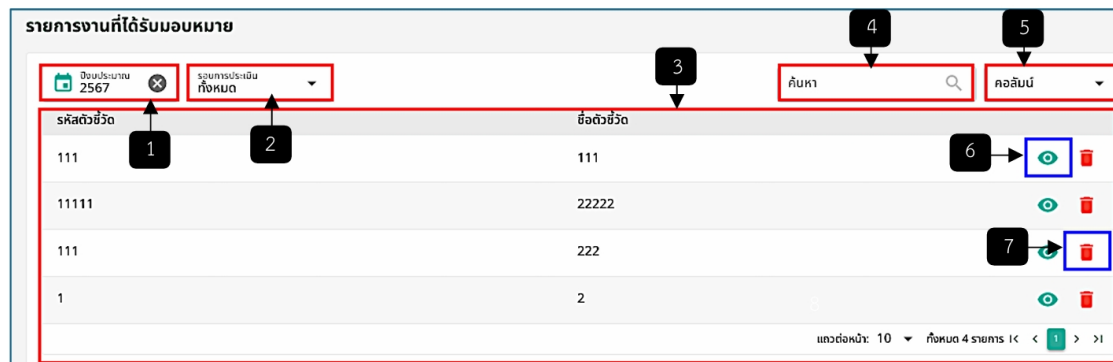 รายการงานที่ได้รับมอบหมาย
4
5
ปีงบประมาณ
2567
รอบการประเมิน
ทั้งหมด
3
ค้นหา
คอลัมน์
รหัสตัวชี้วัด
ชื่อตัวชี้วัด
1
2
111
111
6
11111
22222
111
222
7
1
2
แถวต่อหน้า: 10 ทั้งหมด 4 รายการ 1